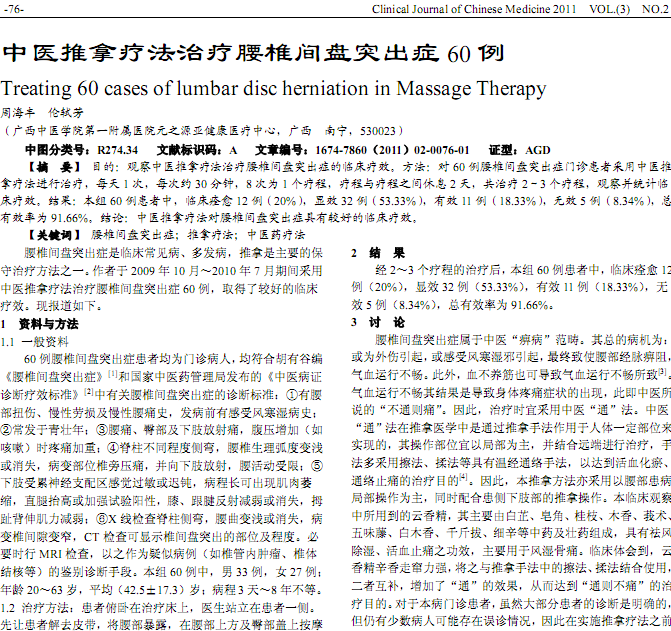 -76-
Clinical Journal of Chinese Medicine 2011 VOL.(3) NO.2
中医推拿疗法治疗腰椎间盘突出症 60 例
Treating 60 cases of lumbar disc herniation in Massage Therapy
周海丰 伦轼芳
（广西中医学院第一附属医院元之源亚健康医疗中心，广西 南宁，530023）
中图分类号：R274.34 文献标识码：A 文章编号：1674-7860（2011）02-0076-01 证型：AGD
【摘 要】 目的：观察中医推拿疗法治疗腰椎间盘突出症的临床疗效。方法：对 60 例腰椎间盘突出症门诊患者采用中医推
拿疗法进行治疗，每天 1 次，每次约 30 分钟，8 次为 1 个疗程，疗程与疗程之间休息 2 天，共治疗 2～3 个疗程，观察并统计临
床疗效。结果：本组 60 例患者中，临床痊愈 12 例（20%），显效 32 例（53.33%），有效 11 例（18.33%），无效 5 例（8.34%），总
有效率为 91.66%。结论：中医推拿疗法对腰椎间盘突出症具有较好的临床疗效。
【关键词】 腰椎间盘突出症；推拿疗法；中医药疗法
腰椎间盘突出症是临床常见病、多发病，推拿是主要的保
守治疗方法之一。作者于 2009 年 10 月～2010 年 7 月期间采用
中医推拿疗法治疗腰椎间盘突出症 60 例，取得了较好的临床
疗效。现报道如下。
1 资料与方法
1.1 一般资料
60 例腰椎间盘突出症患者均为门诊病人，均符合胡有谷编
《腰椎间盘突出症》[1]和国家中医药管理局发布的《中医病证
诊断疗效标准》[2]中有关腰椎间盘突出症的诊断标准：①有腰
部扭伤、慢性劳损及慢性腰痛史，发病前有感受风寒湿病史；
②常发于青壮年；③腰痛、臀部及下肢放射痛，腹压增加（如
咳嗽）时疼痛加重；④脊柱不同程度侧弯，腰椎生理弧度变浅
或消失，病变部位椎旁压痛，并向下肢放射，腰活动受限；⑤
下肢受累神经支配区感觉过敏或迟钝，病程长可出现肌肉萎
缩，直腿抬高或加强试验阳性，膝、跟腱反射减弱或消失，拇
趾背伸肌力减弱；⑥X 线检查脊柱侧弯，腰曲变浅或消失，病
变椎间隙变窄，CT 检查可显示椎间盘突出的部位及程度。必
要时行 MRI 检查，以之作为疑似病例（如椎管内肿瘤、椎体
结核等）的鉴别诊断手段。本组 60 例中，男 33 例，女 27 例；
年龄 20～63 岁，平均（42.5±17.3）岁；病程 3 天～8 年不等。
1.2 治疗方法：患者俯卧在治疗床上，医生站立在患者一侧。
先让患者解去皮带，将腰部暴露，在腰部上方及臀部盖上按摩
2 结 果
经 2～3 个疗程的治疗后，本组 60 例患者中，临床痊愈 12
例（20%），显效 32 例（53.33%），有效 11 例（18.33%），无
效 5 例（8.34%），总有效率为 91.66%。
3 讨 论
腰椎间盘突出症属于中医“痹病”范畴。其总的病机为：
或为外伤引起，或感受风寒湿邪引起，最终致使腰部经脉痹阻，
气血运行不畅。此外，血不养筋也可导致气血运行不畅所致[3]。
气血运行不畅其结果是导致身体疼痛症状的出现，此即中医所
说的“不通则痛”。因此，治疗时宜采用中医“通”法。中医
“通”法在推拿医学中是通过推拿手法作用于人体一定部位来
实现的，其操作部位宜以局部为主，并结合远端进行治疗，手
法多采用擦法、揉法等具有温经通络手法，以达到活血化瘀、
通络止痛的治疗目的[4]。因此，本推拿方法亦采用以腰部患病
局部操作为主，同时配合患侧下肢部的推拿操作。本临床观察
中所用到的云香精，其主要由白芷、皂角、桂枝、木香、莪术、
五味藤、白木香、千斤拔、细辛等中药及壮药组成，具有祛风
除湿、活血止痛之功效，主要用于风湿骨痛。临床体会到，云
香精辛香走窜力强，将之与推拿手法中的擦法、揉法结合使用，
二者互补，增加了“通”的效果，从而达到“通则不痛”的治
疗目的。对于本病门诊患者，虽然大部分患者的诊断是明确的，
但仍有少数病人可能存在误诊情况，因此在实施推拿疗法之前